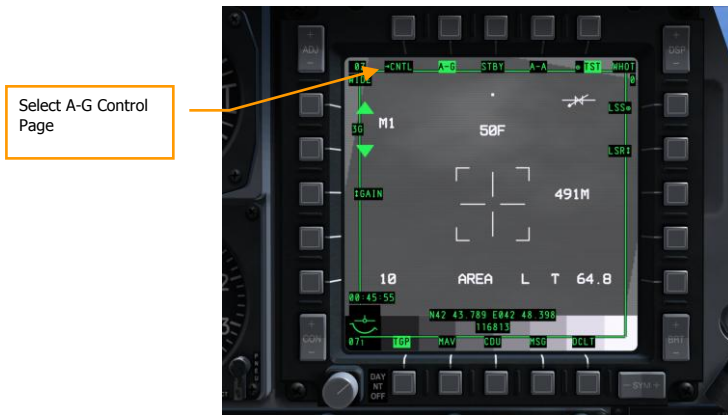 Select A-G Control
Page
ADJ
DSP
07 →CNTL A-G STBY A-A TST WHOT
WIDE 0
M1 50F LSS
3G
LSR↕
↕GAIN 491M
10 AREA L T 64.8
00:45:55
N42 43.789 E042 48.398
116813
CON
BRT
TGP MAV CDU MSG DCLT
DAY
NT
OFF
SYM